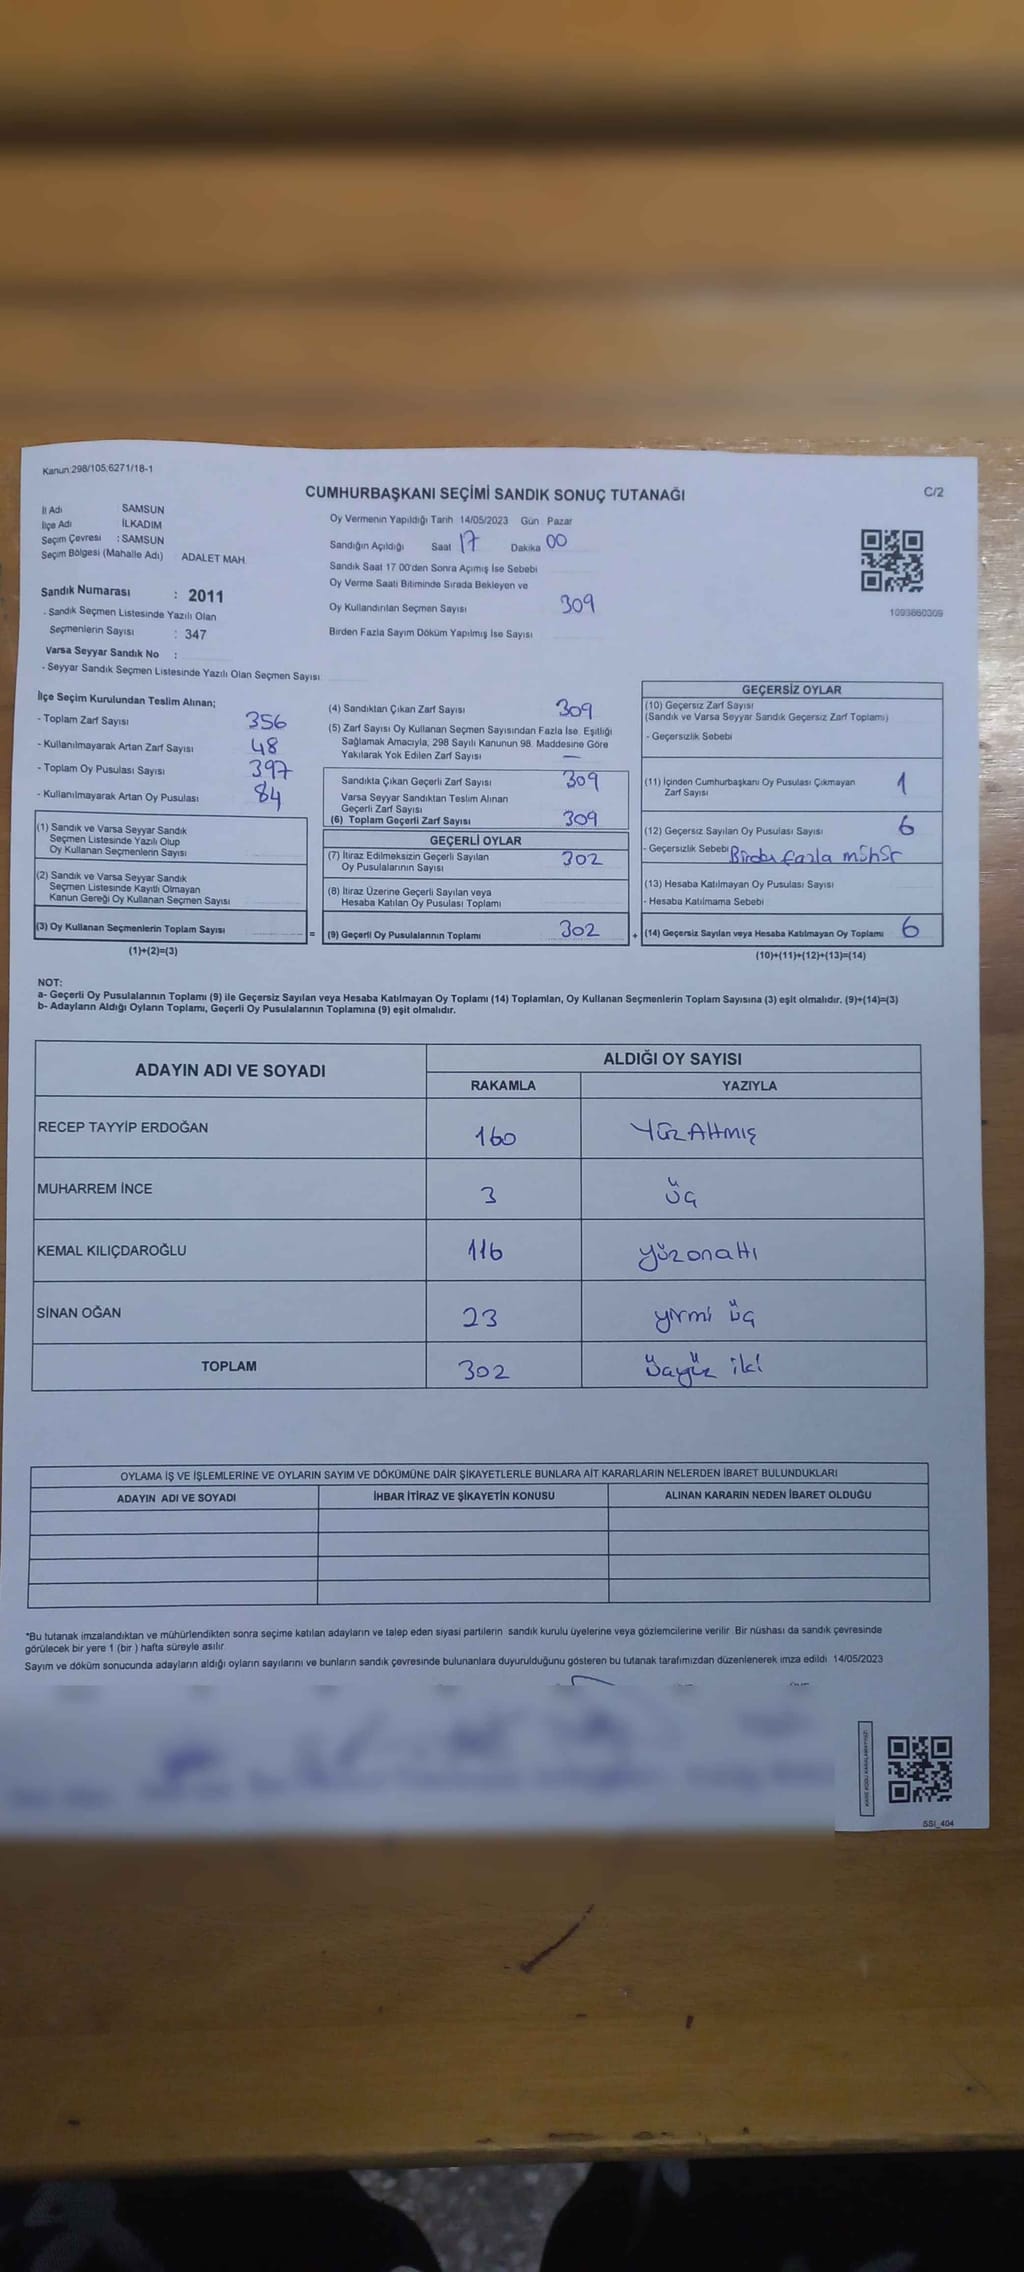 Kanun:298/105;6271/18-1
CUMHURBAŞKANI SEÇİMİ SANDIK SONUÇ TUTANAĞI
C/2
İl Adı : SAMSUN
İlçe Adı İLKADIM
Seçim Çevresi : SAMSUN
Seçim Bölgesi (Mahalle Adı) ADALET MAH.
Sandık Numarası : 2011
- Sandık Seçmen Listesinde Yazılı Olan
Seçmenlerin Sayısı : 347
Varsa Seyyar Sandık No :
- Seyyar Sandık Seçmen Listesinde Yazılı Olan Seçmen Sayısı
Oy Vermenin Yapıldığı Tarih 14/05/2023 Gün Pazar
Sandığın Açıldığı Saat 17 Dakika 00
Sandık Saat 17 00'den Sonra Açımış İse Sebebi
Oy Verme Saati Bitiminde Sırada Bekleyen ve
Oy Kullandırılan Seçmen Sayısı 309
Birden Fazla Sayım Döküm Yapılmış İse Sayısı
1093660309
İlçe Seçim Kurulundan Teslim Alınan;
- Toplam Zarf Sayısı 356
- Kullanılmayarak Artan Zarf Sayısı 48
- Toplam Oy Pusulası Sayısı 397
- Kullanılmayarak Artan Oy Pusulası 84
(1) Sandık ve Varsa Seyyar Sandık
Seçmen Listesinde Yazılı Olup
Oy Kullanan Seçmenlerin Sayısı
(2) Sandık ve Varsa Seyyar Sandık
Seçmen Listesinde Kayıtlı Olmayan
Kanun Gereği Oy Kullanan Seçmen Sayısı
(3) Oy Kullanan Seçmenlerin Toplam Sayısı =
(1)+(2)=(3)
(4) Sandıktan Çıkan Zarf Sayısı 309
(5) Zarf Sayısı Oy Kullanan Seçmen Sayısından Fazla İse Eşitliği
Sağlamak Amacıyla, 298 Sayılı Kanunun 98. Maddesine Göre
Yakılarak Yok Edilen Zarf Sayısı —
Sandıkta Çıkan Geçerli Zarf Sayısı 309
Varsa Seyyar Sandıktan Teslim Alınan
Geçerli Zarf Sayısı
(6) Toplam Geçerli Zarf Sayısı 309
GEÇERLİ OYLAR
(7) İtiraz Edilmeksizin Geçerli Sayılan
Oy Pusulalarının Sayısı 302
(8) İtiraz Üzerine Geçerli Sayılan veya
Hesaba Katılan Oy Pusulası Toplamı
(9) Geçerli Oy Pusulalarının Toplamı 302 +
GEÇERSİZ OYLAR
(10) Geçersiz Zarf Sayısı
(Sandık ve Varsa Seyyar Sandık Geçersiz Zarf Toplamı)
- Geçersizlik Sebebi
(11) İçinden Cumhurbaşkanı Oy Pusulası Çıkmayan 1
Zarf Sayısı
(12) Geçersiz Sayılan Oy Pusulası Sayısı 6
- Geçersizlik Sebebi Birden fazla mühür
(13) Hesaba Katılmayan Oy Pusulası Sayısı
- Hesaba Katılmama Sebebi
(14) Geçersiz Sayılan veya Hesaba Katılmayan Oy Toplamı 6
(10)+(11)+(12)+(13)=(14)
NOT:
a- Geçerli Oy Pusulalarının Toplamı (9) ile Geçersiz Sayılan veya Hesaba Katılmayan Oy Toplamı (14) Toplamları, Oy Kullanan Seçmenlerin Toplam Sayısına (3) eşit olmalıdır. (9)+(14)=(3)
b- Adayların Aldığı Oyların Toplamı, Geçerli Oy Pusulalarının Toplamına (9) eşit olmalıdır.
ADAYIN ADI VE SOYADI ALDIĞI OY SAYISI
RAKAMLA YAZIYLA
RECEP TAYYİP ERDOĞAN 160 YüzAltmış
MUHARREM İNCE 3 üç
KEMAL KILIÇDAROĞLU 116 yüzonaltı
SİNAN OĞAN 23 yirmi üç
TOPLAM 302 üçyüz iki
OYLAMA İŞ VE İŞLEMLERİNE VE OYLARIN SAYIM VE DÖKÜMÜNE DAİR ŞİKAYETLERLE BUNLARA AİT KARARLARIN NELERDEN İBARET BULUNDUKLARI
ADAYIN ADI VE SOYADI İHBAR İTİRAZ VE ŞİKAYETİN KONUSU ALINAN KARARIN NEDEN İBARET OLDUĞU
*Bu tutanak imzalandıktan ve mühürlendikten sonra seçime katılan adayların ve talep eden siyasi partilerin sandık kurulu üyelerine veya gözlemcilerine verilir. Bir nüshası da sandık çevresinde
görülecek bir yere 1 (bir ) hafta süreyle asılır.
Sayım ve döküm sonucunda adayların aldığı oyların sayılarını ve bunların sandık çevresinde bulunanlara duyurulduğunu gösteren bu tutanak tarafımızdan düzenlenerek imza edildi 14/05/2023
SSI_404